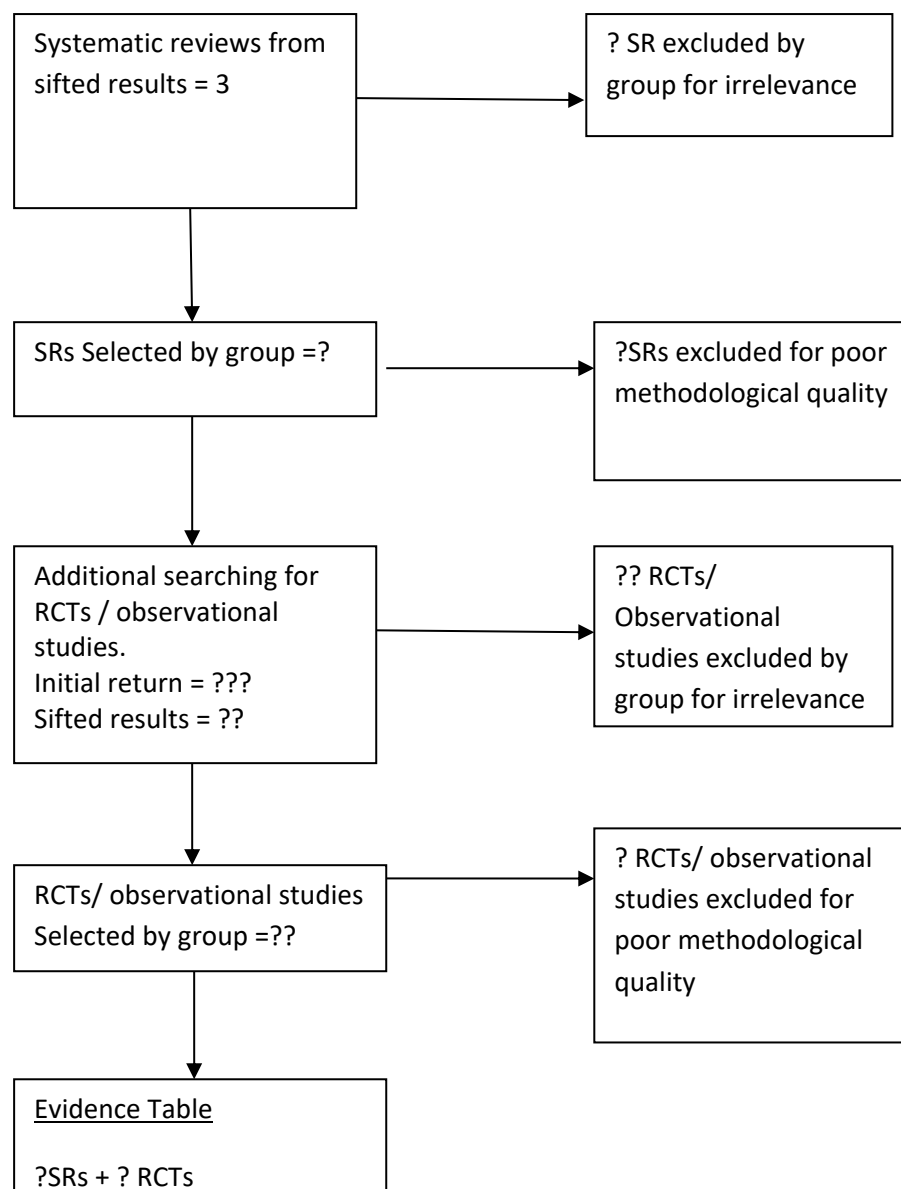 Systematic reviews from
sifted results = 3
? SR excluded by
group for irrelevance
SRs Selected by group =?
?SRs excluded for poor
methodological quality
Additional searching for
RCTs / observational
studies.
Initial return = ???
Sifted results = ??
?? RCTs/
Observational
studies excluded by
group for irrelevance
RCTs/ observational studies
Selected by group =??
? RCTs/ observational
studies excluded for
poor methodological
quality
Evidence Table
?SRs + ? RCTs